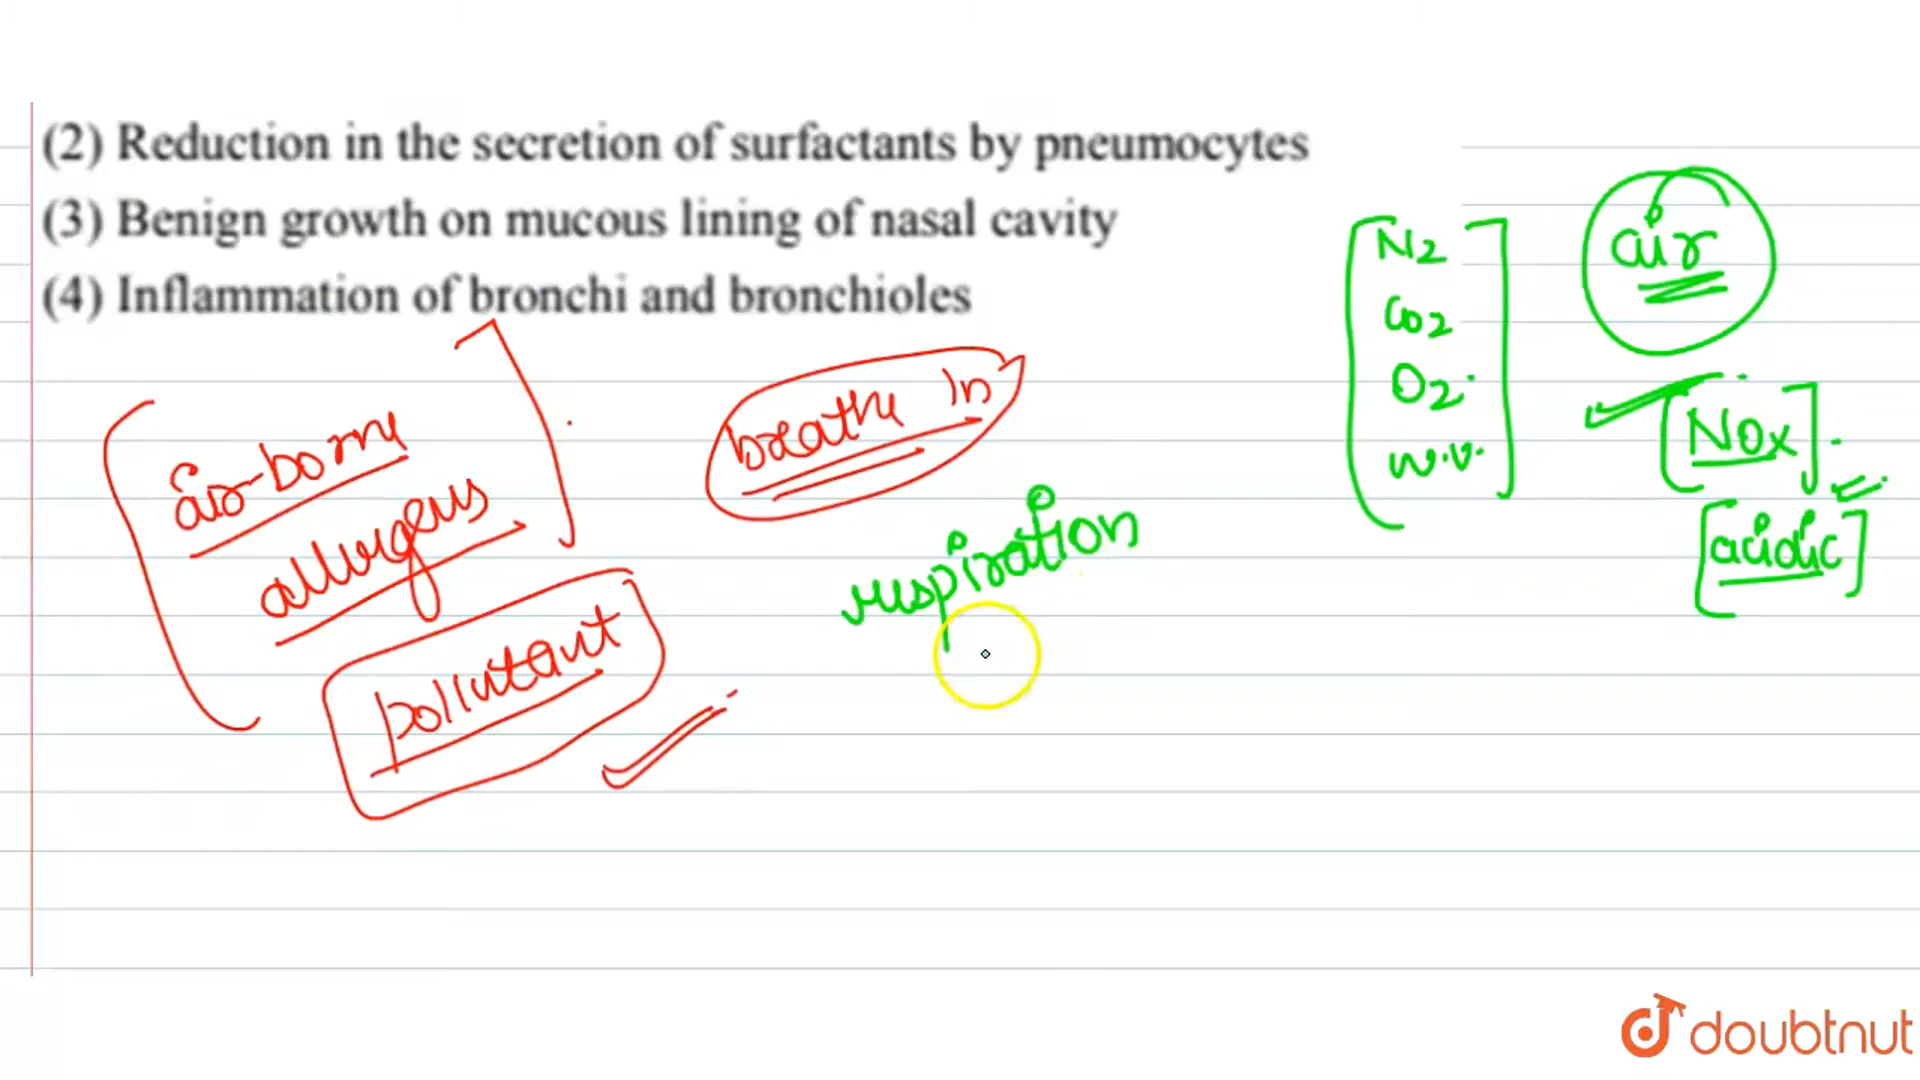 (2) Reduction in the secretion of surfactants by pneumocytes
(3) Benign growth on mucous lining of nasal cavity
(4) Inflammation of bronchi and bronchioles
air-borne
allergens
pollutant
breathe in
respiration
N2
CO2
O2
w.v.
air
[NOx]
[acidic]
doubtnut